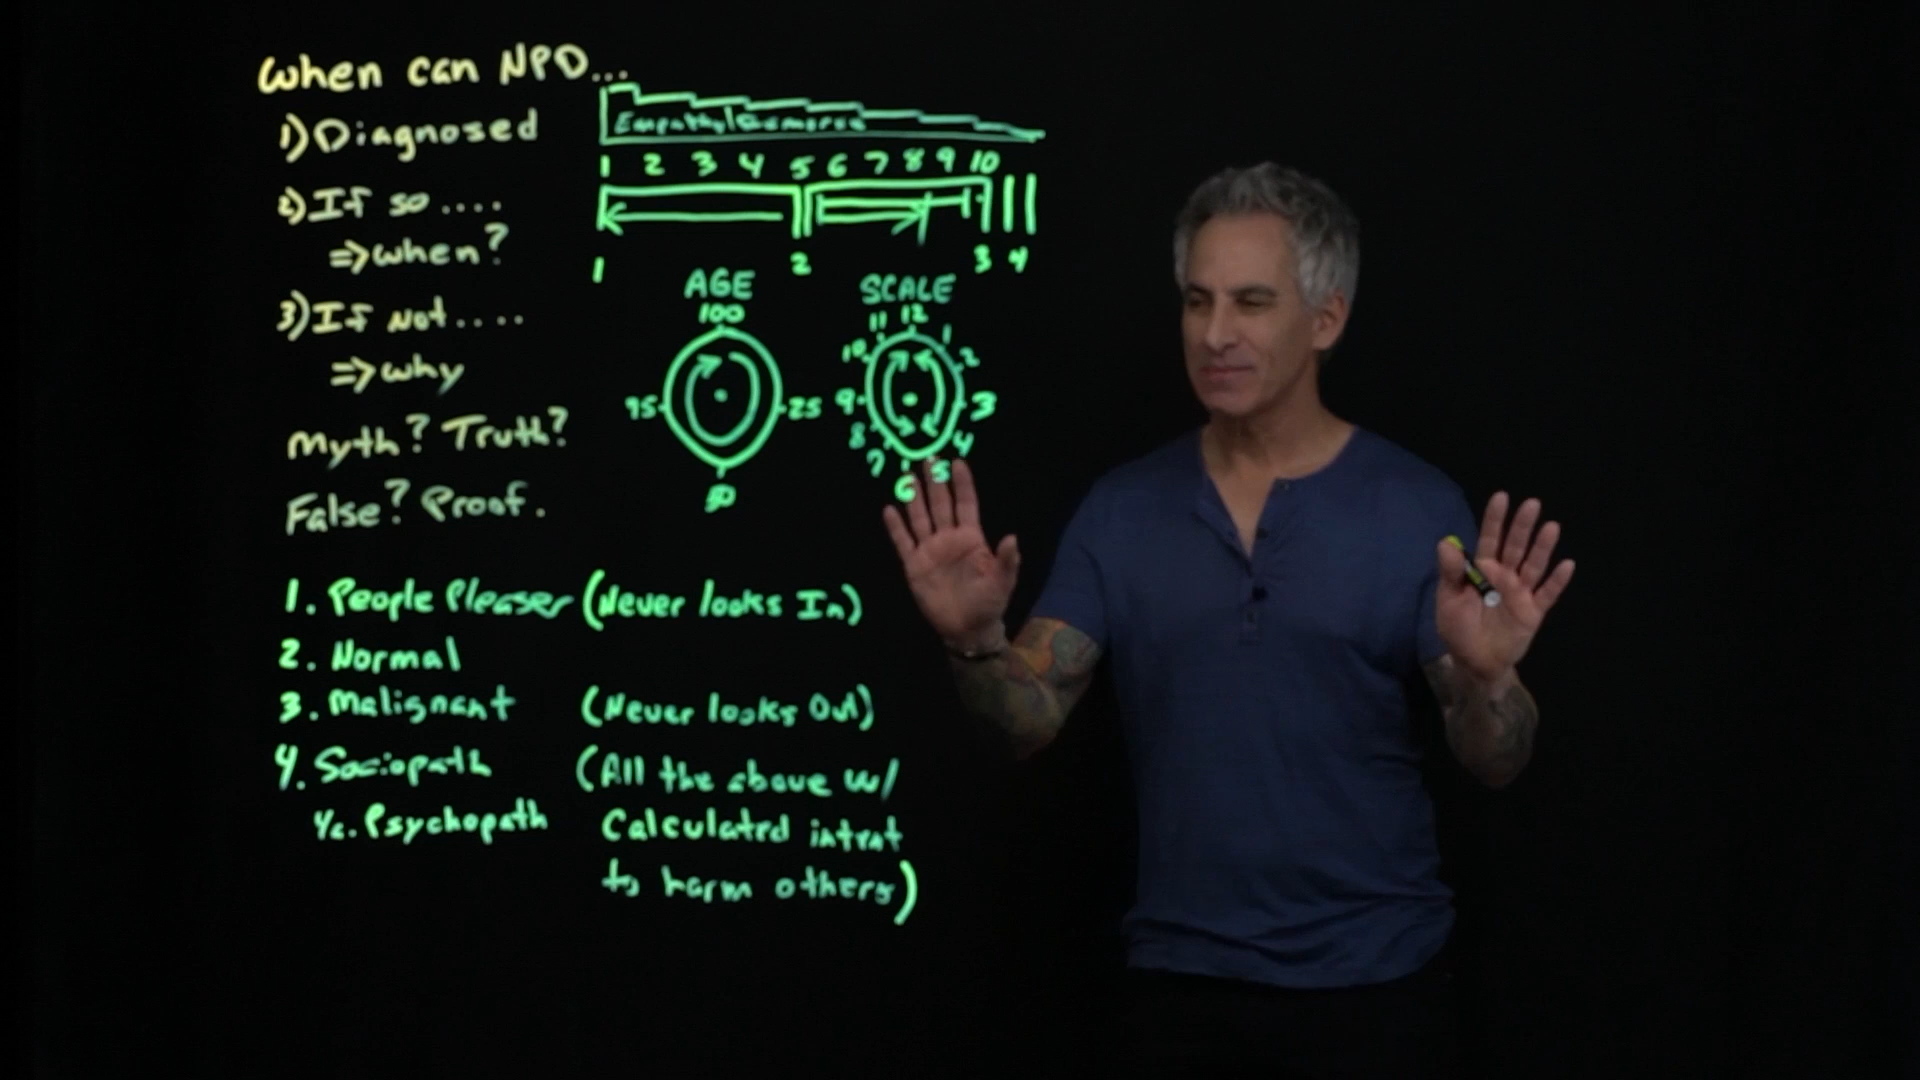 When can NPD...
1) Diagnosed
2) If so ....
=> when?
3) If Not ....
=> why
Myth? Truth?
False? Proof.
Empathy/Remorse
1 2 3 4 5 6 7 8 9 10
1 2 3 4
AGE
100
75 25
50
SCALE
11 12 1
10 2
9 3
8 4
7 6 5
1. People Pleaser (Never looks In)
2. Normal
3. Malignant (Never looks Out)
4. Sociopath (All the above w/
4a. Psychopath Calculated intent
to harm others)